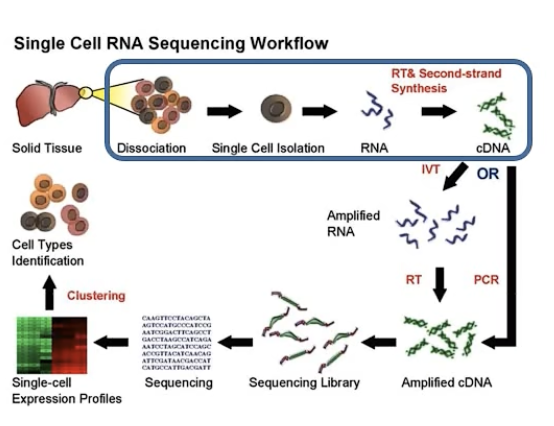 Single Cell RNA Sequencing Workflow
RT& Second-strand
Synthesis
Solid Tissue
Dissociation
Single Cell Isolation
RNA
cDNA
IVT
OR
Amplified
RNA
Cell Types
Identification
RT
PCR
Clustering
CAAGTTCCTACAGCTA
AGTCCATGCCCATCCG
AATCGGACTTCAGCCT
GACCTAAGCCATCAGA
AATCCTAGCATCCAGC
ACCGTTACATCAACAG
ATTCGATAACGACCAT
CATGCCATTGACGATT
Single-cell
Expression Profiles
Sequencing
Sequencing Library
Amplified cDNA